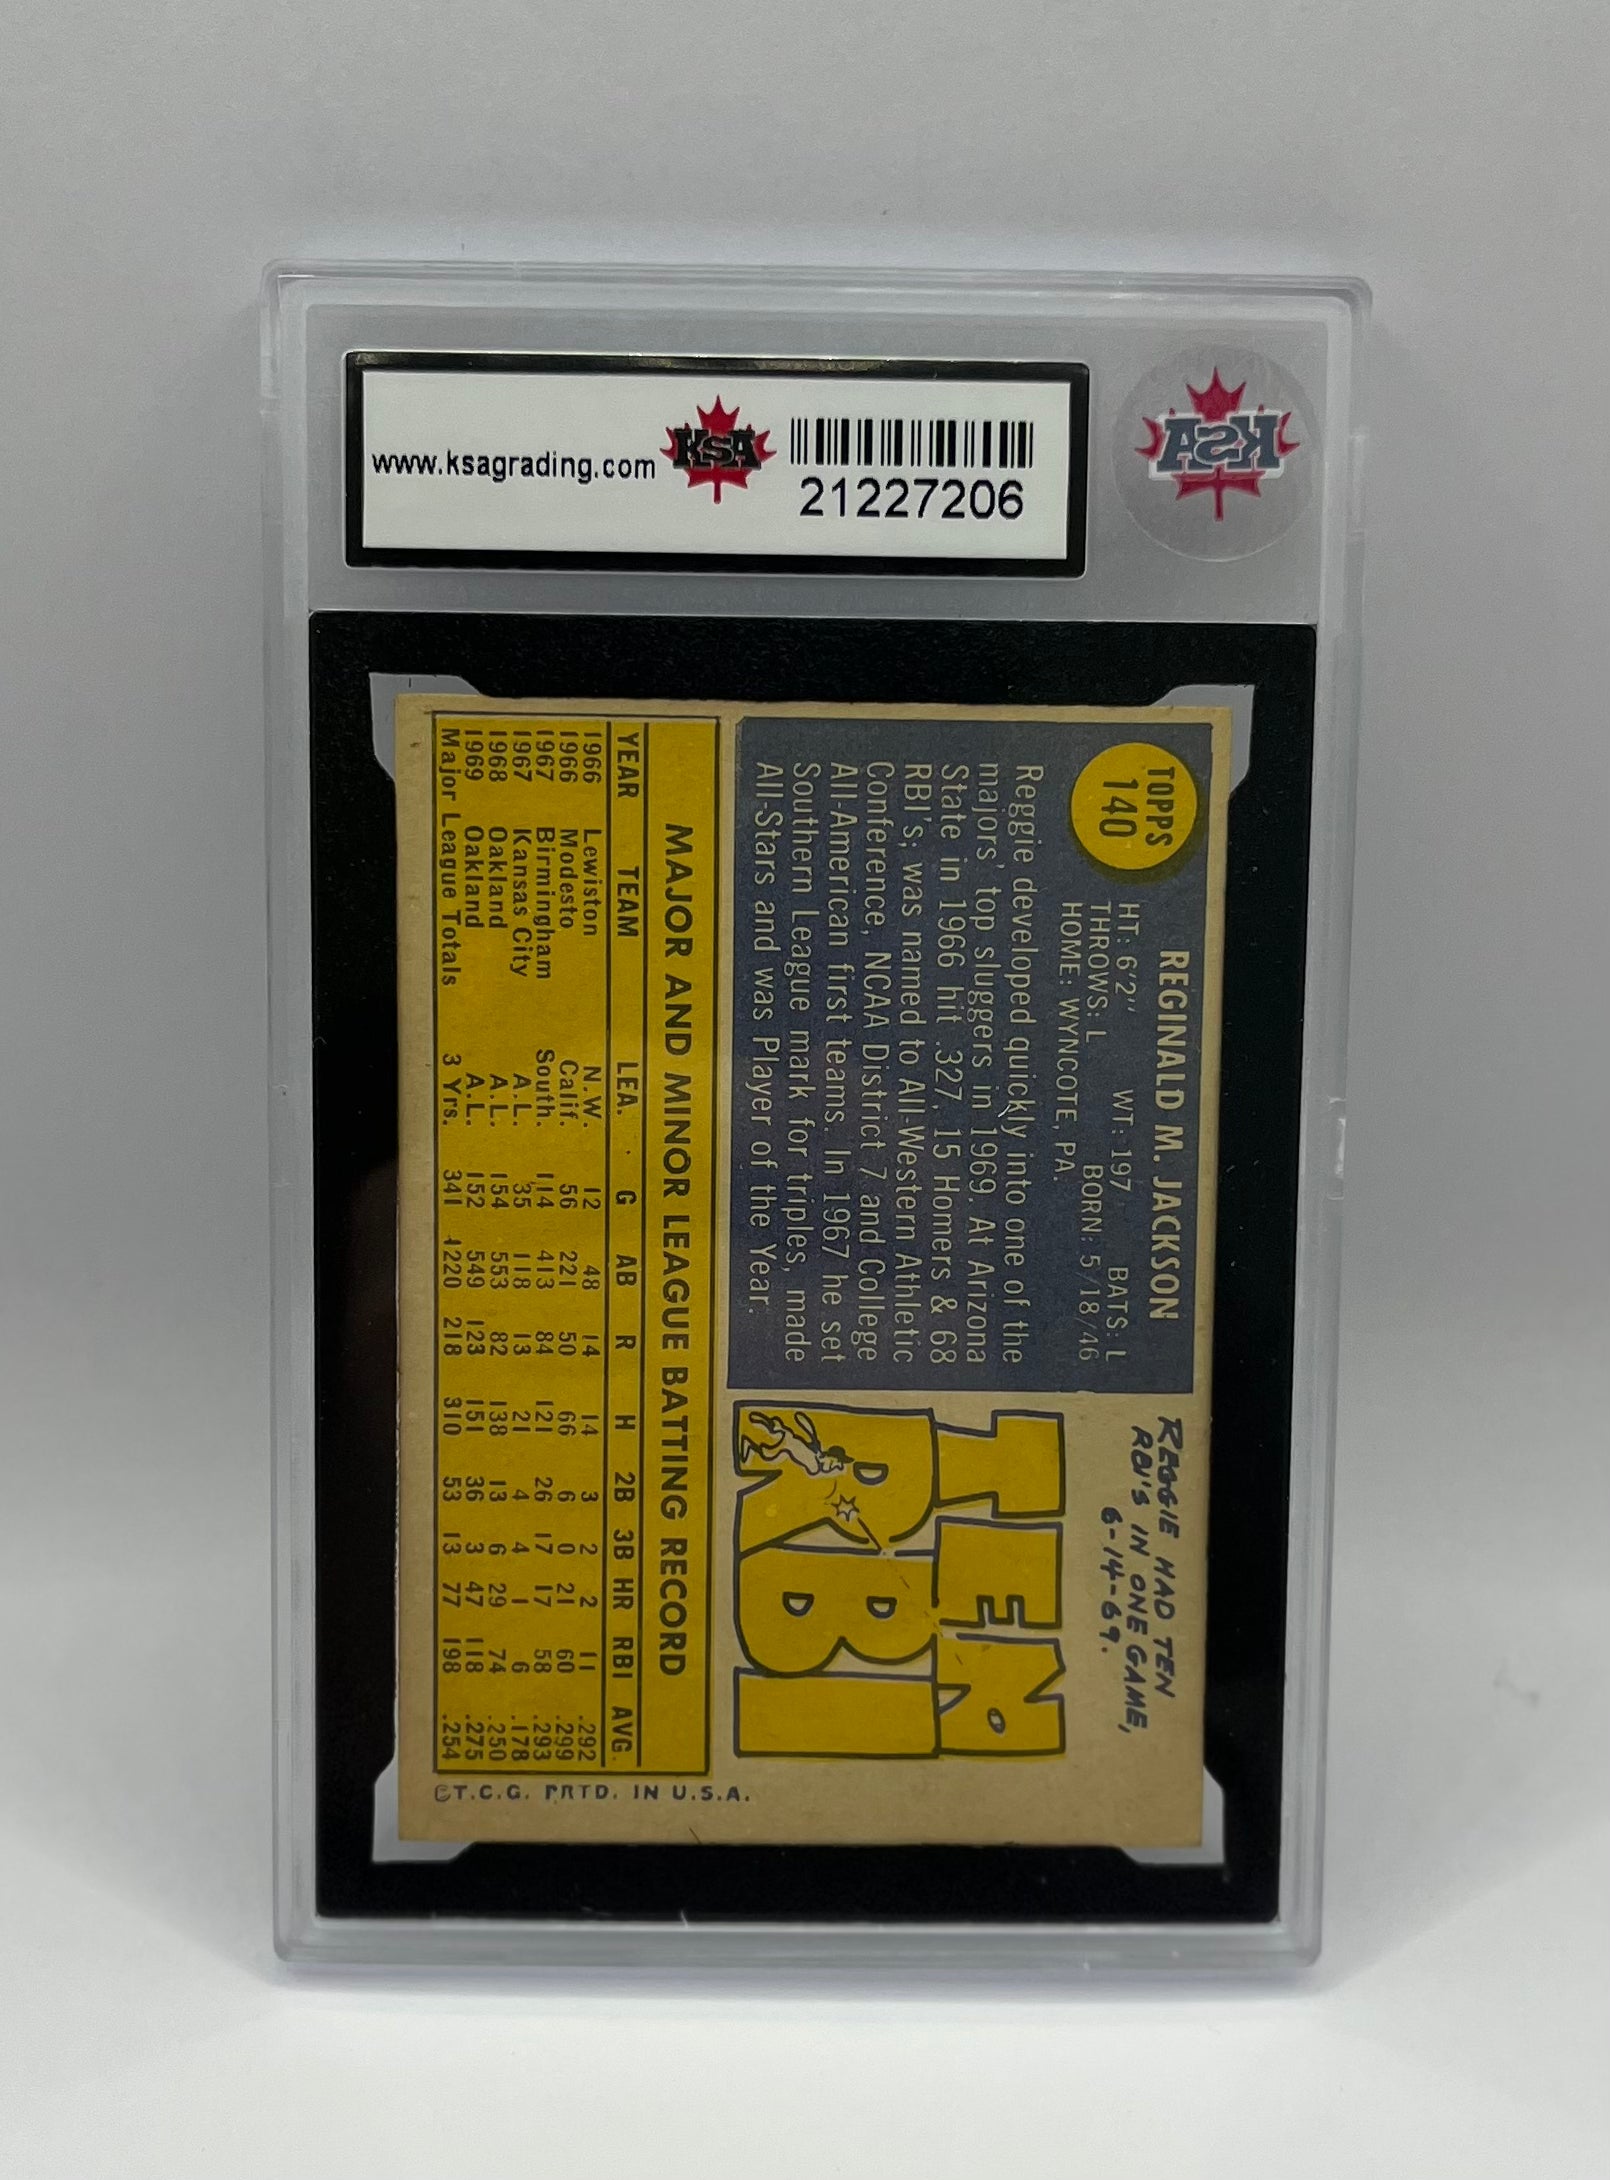 www.ksagrading.com
KSA
21227206
KSA
TOPPS
140
REGINALD M. JACKSON
HT: 6'2" WT: 197 BATS: L
THROWS: L BORN: 5/18/46
HOME: WYNCOTE, PA.
Reggie developed quickly into one of the
majors' top sluggers in 1969. At Arizona
State in 1966 hit .327, 15 Homers & 68
RBI's; was named to All-Western Athletic
Conference, NCAA District 7 and College
All-American first teams. In 1967 he set
Southern League mark for triples, made
All-Stars and was Player of the Year.
REGGIE HAD TEN
RBI'S IN ONE GAME,
6-14-69.
TEN
RBI
MAJOR AND MINOR LEAGUE BATTING RECORD
YEAR TEAM LEA. G AB R H 2B 3B HR RBI AVG.
1966 Lewiston N.W. 12 48 14 14 3 2 2 11 .292
1966 Modesto Calif. 56 221 50 66 6 0 21 60 .299
1967 Birmingham South. 114 413 84 121 26 17 17 58 .293
1967 Kansas City A.L. 35 118 13 21 4 4 1 6 .178
1968 Oakland A.L. 154 553 82 138 13 6 29 74 .250
1969 Oakland A.L. 152 549 123 151 36 3 47 118 .275
Major League Totals 3 Yrs. 341 1220 218 310 53 13 77 198 .254
©T.C.G. PRTD. IN U.S.A.